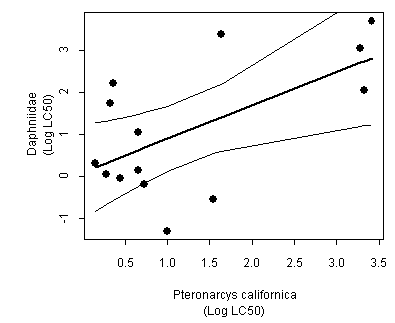 Daphniidae
(Log LC50)
3
2
1
0
-1
0.5 1.0 1.5 2.0 2.5 3.0 3.5
Pteronarcys californica
(Log LC50)